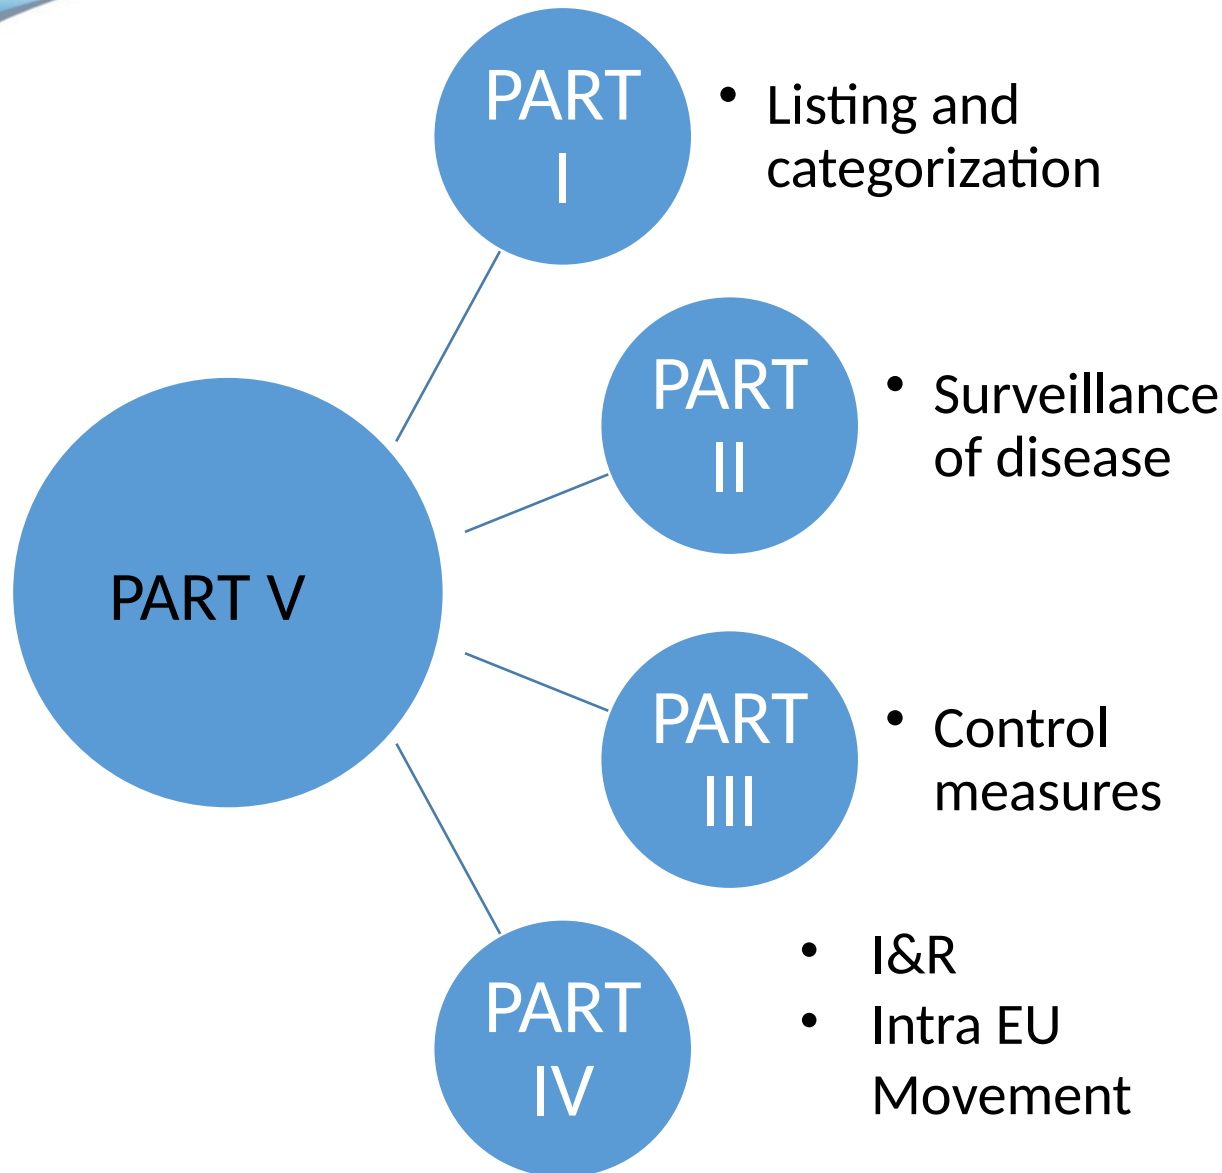 PART
I
• Listing and
categorization
PART
II
• Surveillance
of disease
PART V
PART
III
• Control
measures
PART
IV
• I&R
• Intra EU
Movement